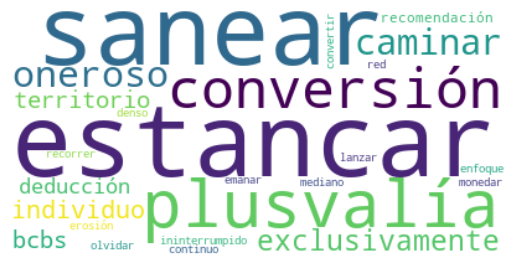 sanear
convertir
recomendación
caminar
red
oneroso
conversión
territorio
denso
estancar
recorrer
lanzar
enfoque
emanar
mediano
monedar
deducción
plusvalía
individuo
erosión
bcbs
olvidar
ininterrumpido
continuo
exclusivamente